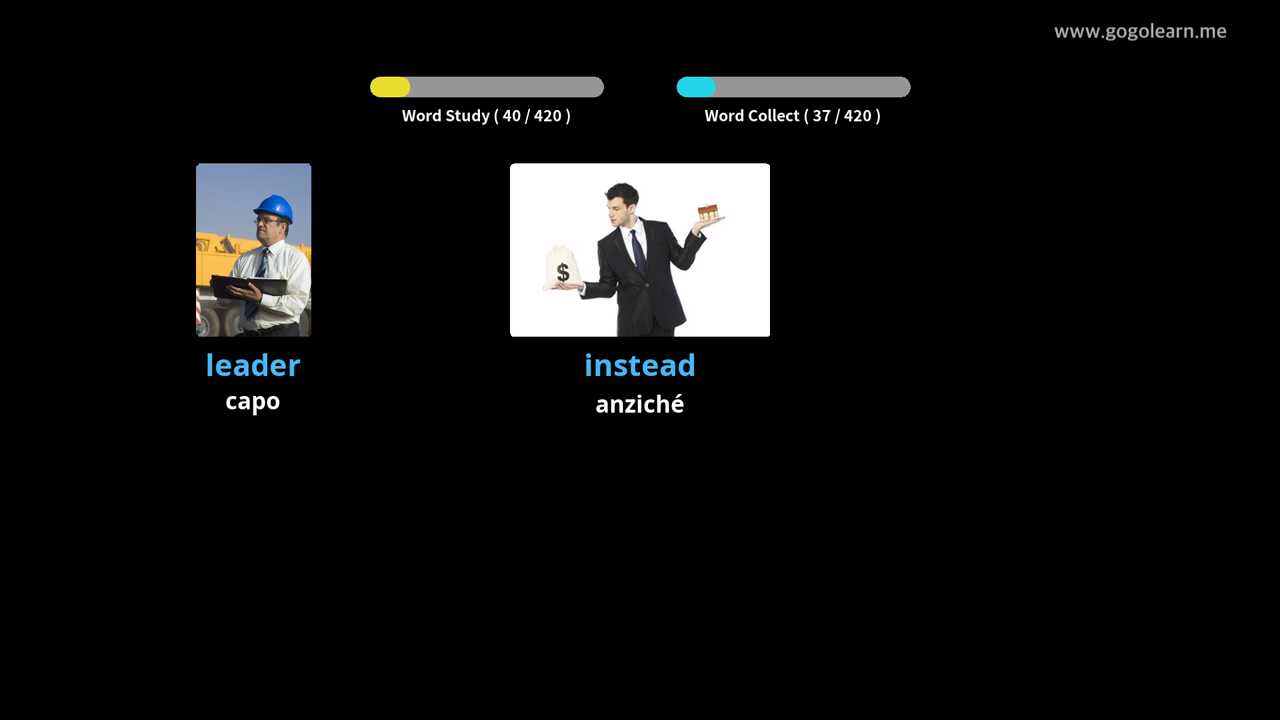 www.gogolearn.me
Word Study ( 40 / 420 )
Word Collect ( 37 / 420 )
$
leader
capo
instead
anziché